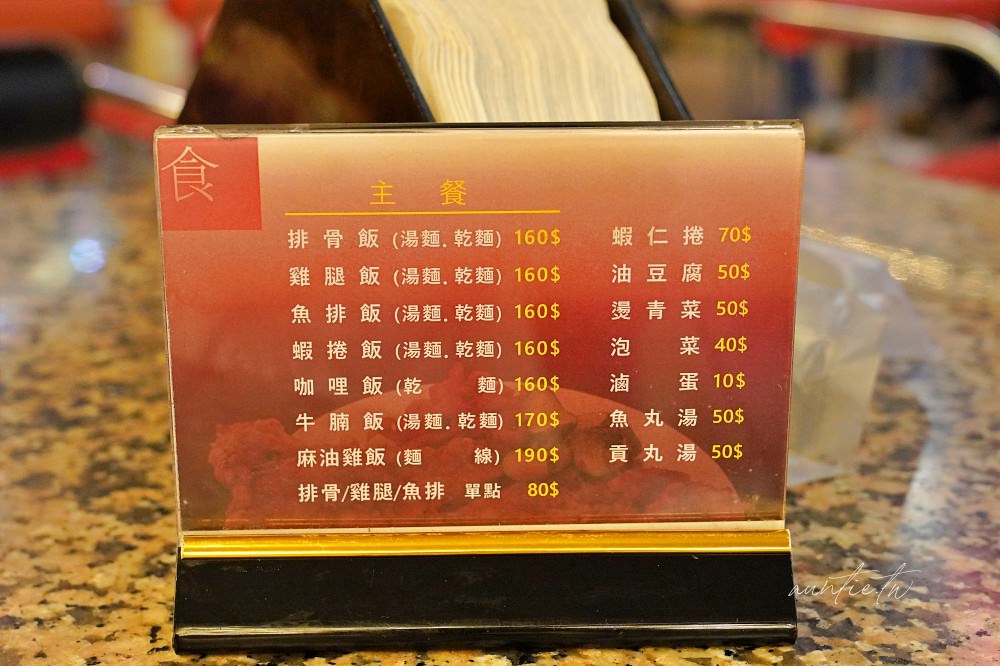 食
主 餐
排骨飯 (湯麵.乾麵) 160$
雞腿飯 (湯麵.乾麵) 160$
魚排飯 (湯麵.乾麵) 160$
蝦捲飯 (湯麵.乾麵) 160$
咖哩飯 (乾 麵) 160$
牛腩飯 (湯麵.乾麵) 170$
麻油雞飯 (麵 線) 190$
排骨/雞腿/魚排 單點 80$
蝦仁捲 70$
油豆腐 50$
燙青菜 50$
泡 菜 40$
滷 蛋 10$
魚丸湯 50$
貢丸湯 50$
auntie.tw